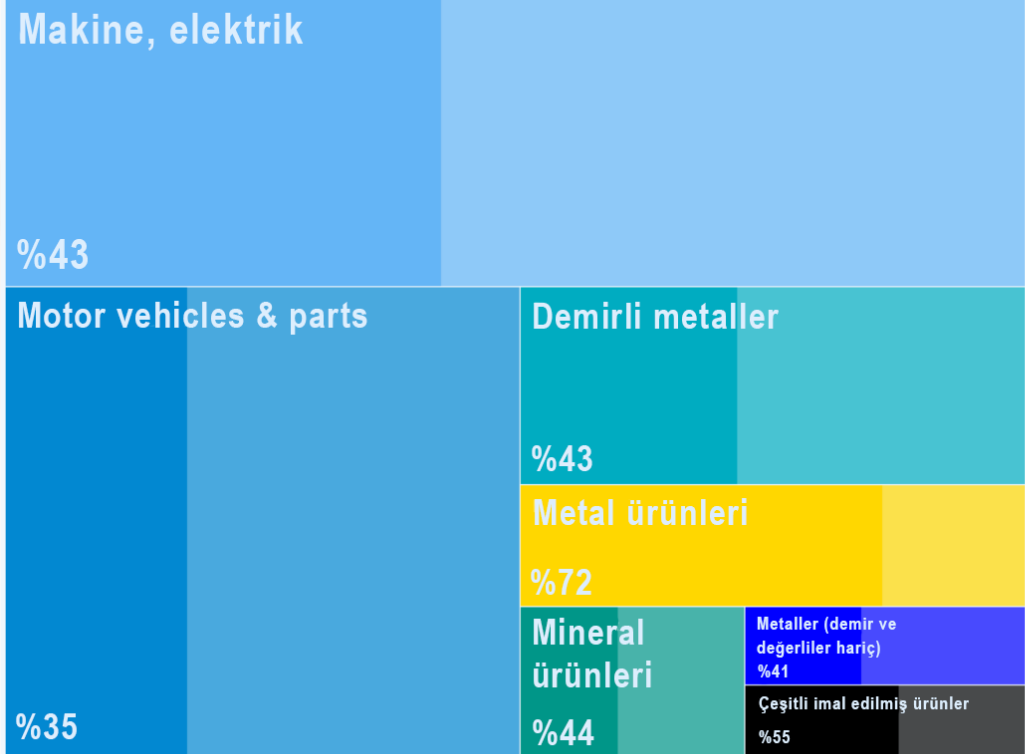 Makine, elektrik
%43
Motor vehicles & parts
%35
Demirli metaller
%43
Metal ürünleri
%72
Mineral
ürünleri
%44
Metaller (demir ve
değerliler hariç)
%41
Çeşitli imal edilmiş ürünler
%55